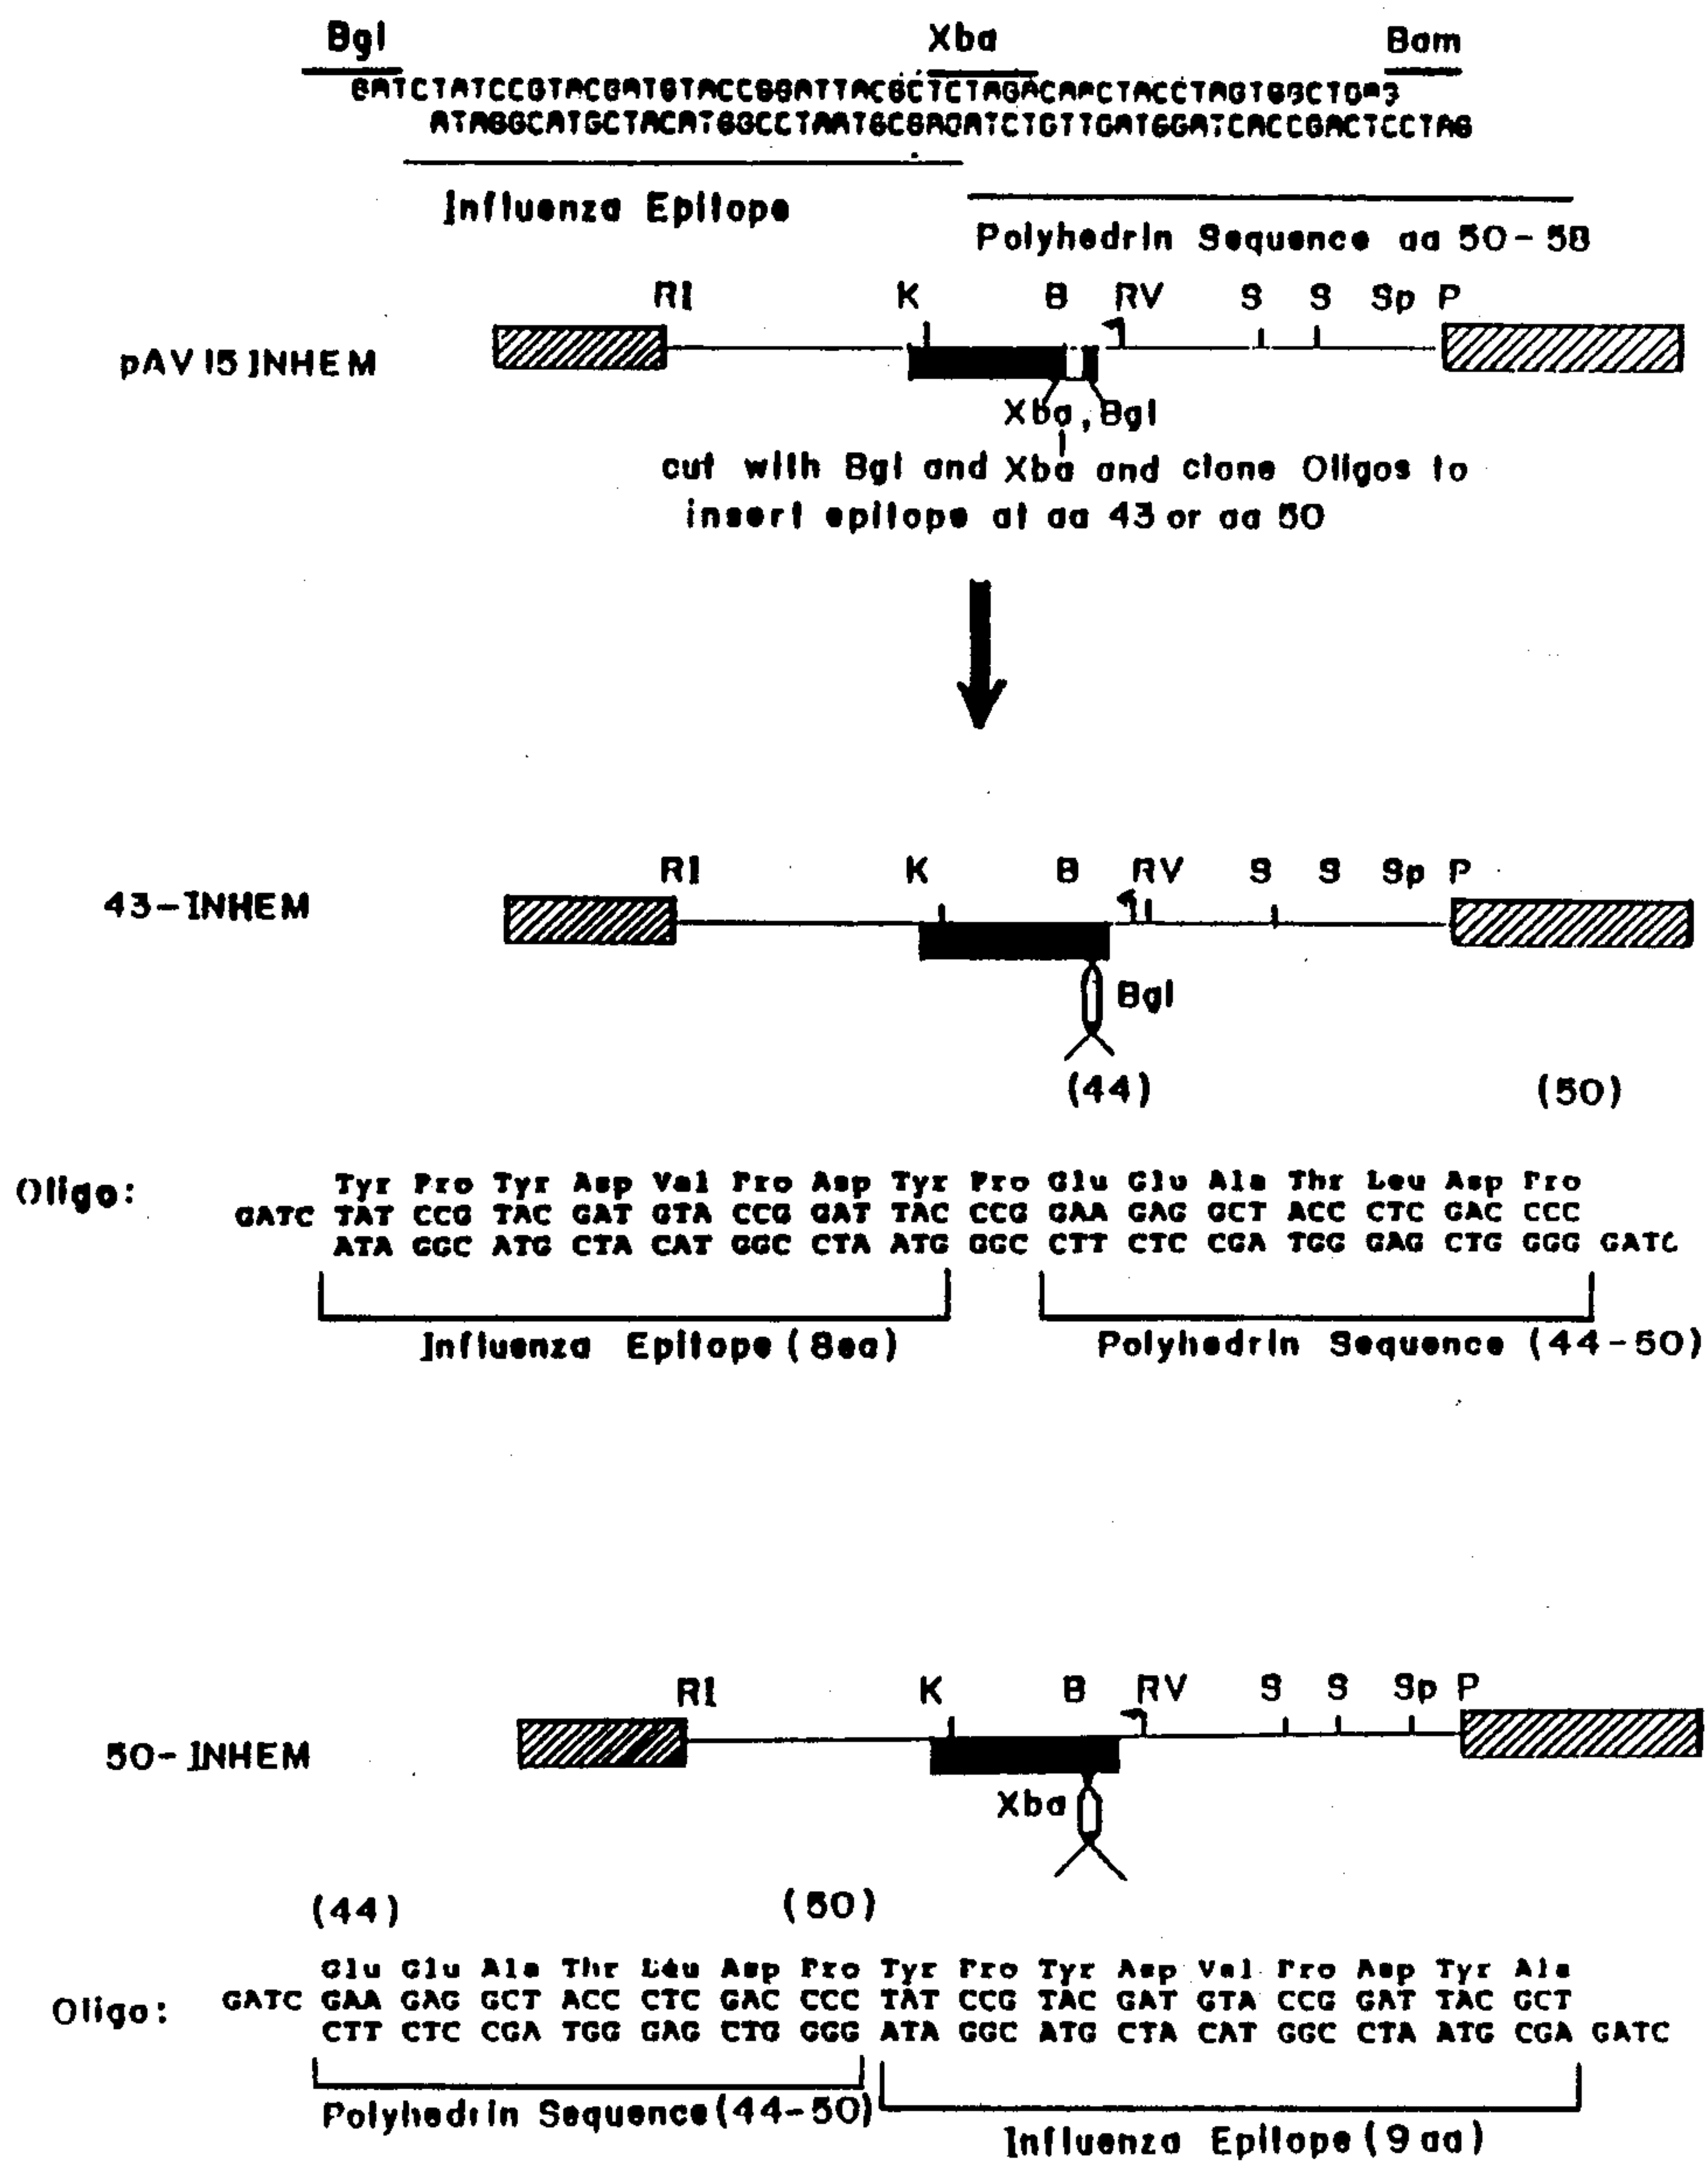 Bgl Xba Bam
Influenza Epitope
Polyhedrin Sequence aa 50-58
RI K B RV S S Sp P
pAV15INHEM
Xba, Bgl
cut with Bgl and Xba and clone Oligos to
insert epitope at aa 43 or aa 50
RI K B RV S S Sp P
43-INHEM
Bgl
(44) (50)
Oligo:
Tyr Pro Tyr Asp Val Pro Asp Tyr Pro Glu Glu Ala Thr Leu Asp Pro
GATC TAT CCG TAC GAT GTA CCG GAT TAC CCG GAA GAG GCT ACC CTC GAC CCC
ATA GGC ATG CTA CAT GGC CTA ATG GGC CTT CTC CGA TGG GAG CTG GGG GATC
Influenza Epitope (8aa) Polyhedrin Sequence (44-50)
RI K B RV S S Sp P
50-INHEM
Xba
(44) (50)
Glu Glu Ala Thr Leu Asp Pro Tyr Pro Tyr Asp Val Pro Asp Tyr Ala
Oligo: GATC GAA GAG GCT ACC CTC GAC CCC TAT CCG TAC GAT GTA CCG GAT TAC GCT
CTT CTC CGA TGG GAG CTG GGG ATA GGC ATG CTA CAT GGC CTA ATG CGA GATC
Polyhedrin Sequence (44-50)
Influenza Epitope (9aa)